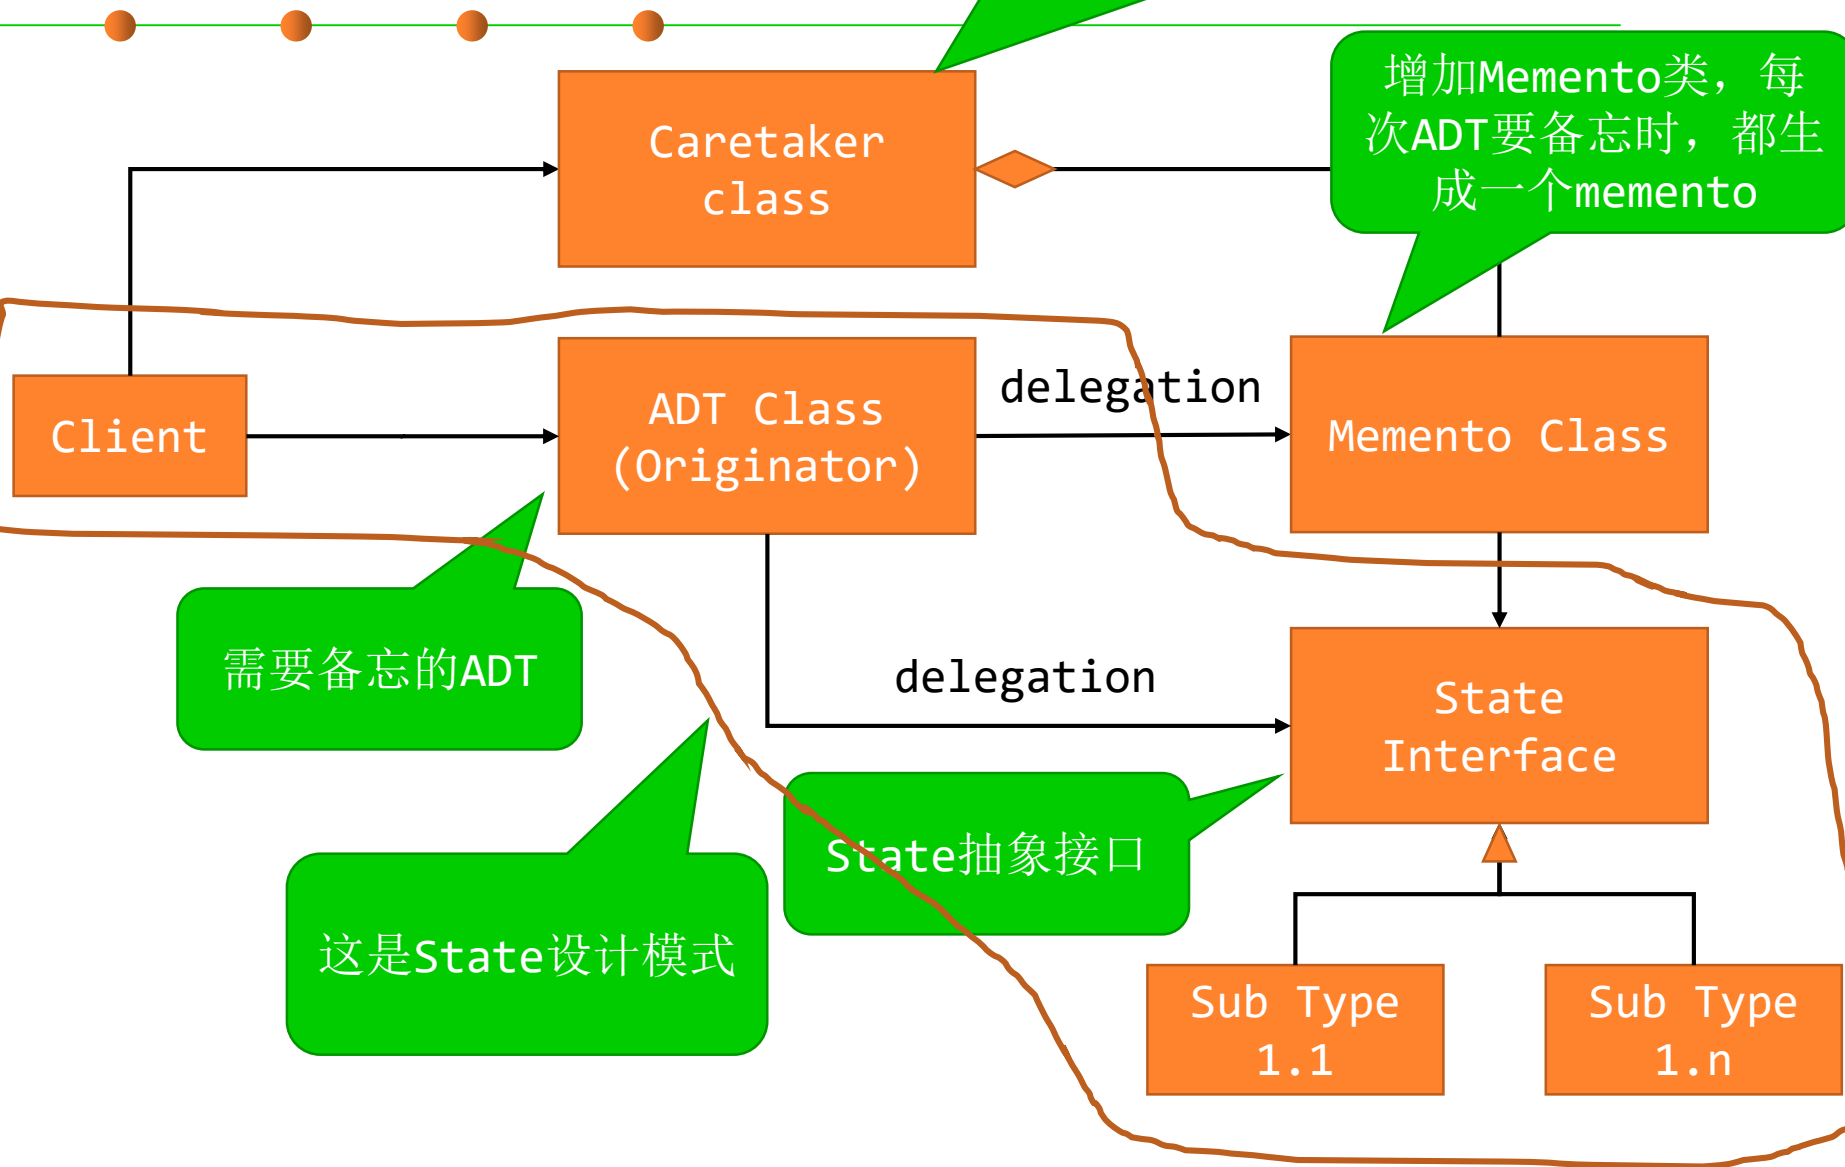 Caretaker
class
增加Memento类，每
次ADT要备忘时，都生
成一个memento
Client
ADT Class
(Originator)
delegation
Memento Class
需要备忘的ADT
delegation
State
Interface
State抽象接口
这是State设计模式
Sub Type
1.1
Sub Type
1.n